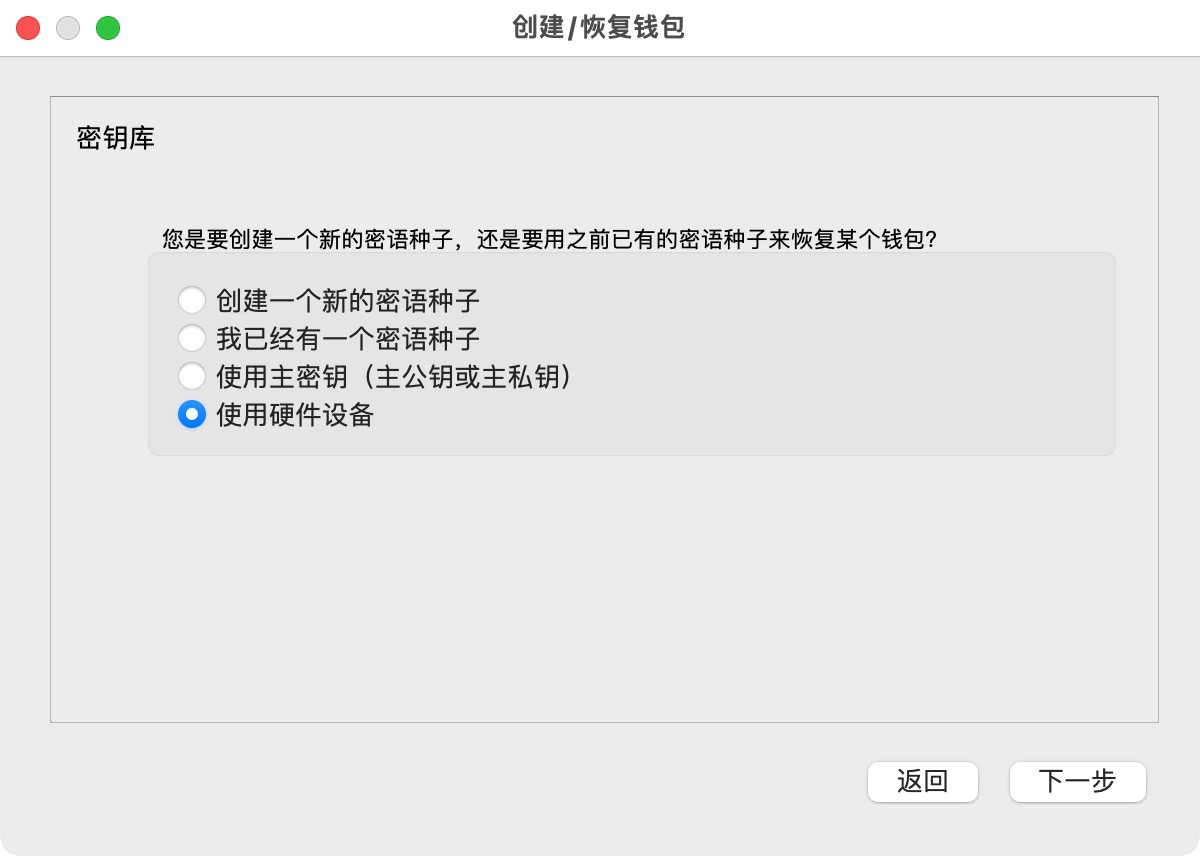 创建/恢复钱包
密钥库
您是要创建一个新的密语种子，还是要用之前已有的密语种子来恢复某个钱包？
创建一个新的密语种子
我已经有一个密语种子
使用主密钥（主公钥或主私钥）
使用硬件设备
返回
下一步